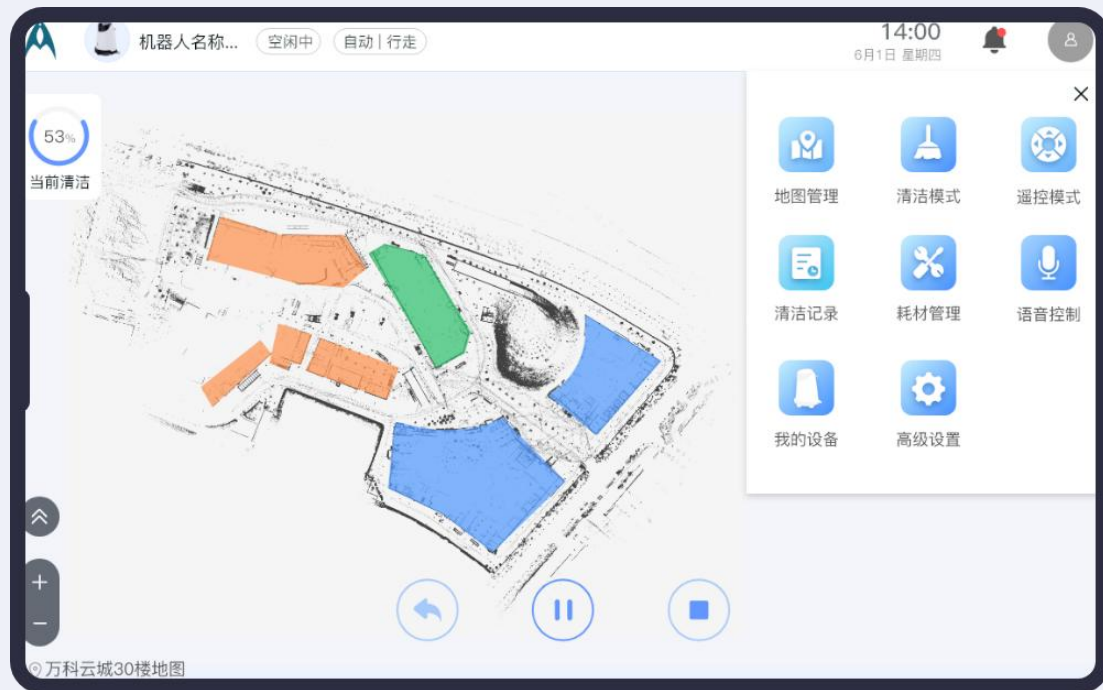 机器人名称...
空闲中
自动 | 行走
14:00
6月1日 星期四
53%
当前清洁
地图管理
清洁模式
遥控模式
清洁记录
耗材管理
语音控制
我的设备
高级设置
万科云城30楼地图